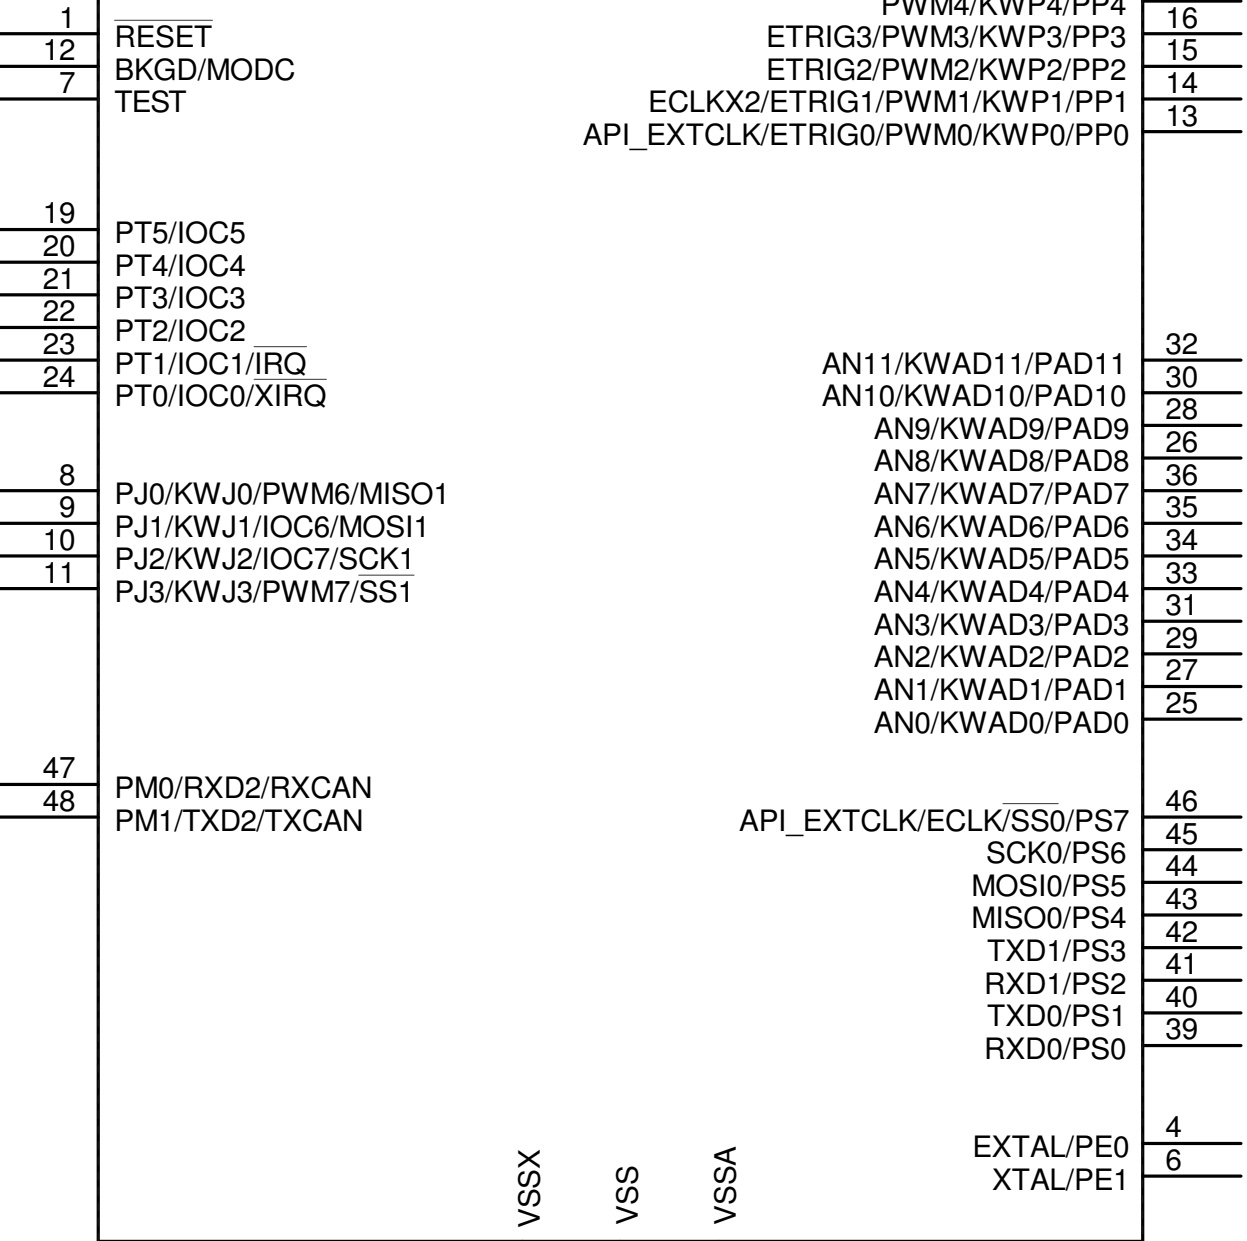 PWM4/KWP4/PP4
1 RESET
ETRIG3/PWM3/KWP3/PP3 16
12 BKGD/MODC
ETRIG2/PWM2/KWP2/PP2 15
7 TEST
ECLKX2/ETRIG1/PWM1/KWP1/PP1 14
API_EXTCLK/ETRIG0/PWM0/KWP0/PP0 13
19 PT5/IOC5
20 PT4/IOC4
21 PT3/IOC3
22 PT2/IOC2
23 PT1/IOC1/IRQ
24 PT0/IOC0/XIRQ
AN11/KWAD11/PAD11 32
AN10/KWAD10/PAD10 30
AN9/KWAD9/PAD9 28
AN8/KWAD8/PAD8 26
AN7/KWAD7/PAD7 36
AN6/KWAD6/PAD6 35
AN5/KWAD5/PAD5 34
AN4/KWAD4/PAD4 33
AN3/KWAD3/PAD3 31
AN2/KWAD2/PAD2 29
AN1/KWAD1/PAD1 27
AN0/KWAD0/PAD0 25
8 PJ0/KWJ0/PWM6/MISO1
9 PJ1/KWJ1/IOC6/MOSI1
10 PJ2/KWJ2/IOC7/SCK1
11 PJ3/KWJ3/PWM7/SS1
47 PM0/RXD2/RXCAN
48 PM1/TXD2/TXCAN
API_EXTCLK/ECLK/SS0/PS7 46
SCK0/PS6 45
MOSI0/PS5 44
MISO0/PS4 43
TXD1/PS3 42
RXD1/PS2 41
TXD0/PS1 40
RXD0/PS0 39
EXTAL/PE0 4
XTAL/PE1 6
VSSX
VSS
VSSA